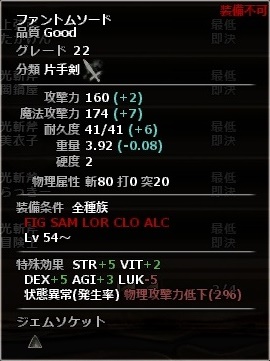 装備不可
ファントムソード
品質 Good
グレード 22
分類 片手剣
攻撃力 160 (+2)
魔法攻撃力 174 (+7)
耐久度 41/41 (+6)
重量 3.92 (-0.08)
硬度 2
物理属性 斬80 打0 突20
装備条件 全種族
FIG SAM LOR CLO ALC
Lv 54～
特殊効果 STR+5 VIT+2
DEX+5 AGI+3 LUK-5
状態異常(発生率) 物理攻撃力低下(2%)
ジェムソケット